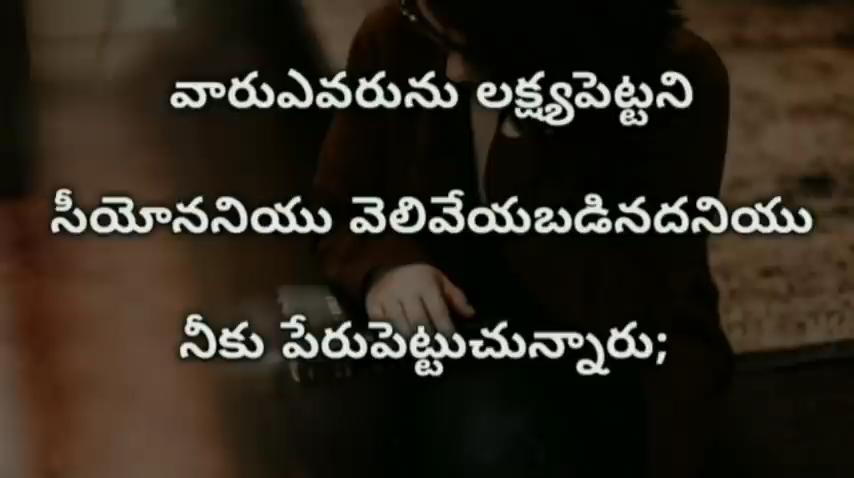 వారుఎవరును లక్ష్యపెట్టని
సీయోననియు వెలివేయబడినదనియు
నీకు పేరుపెట్టుచున్నారు;